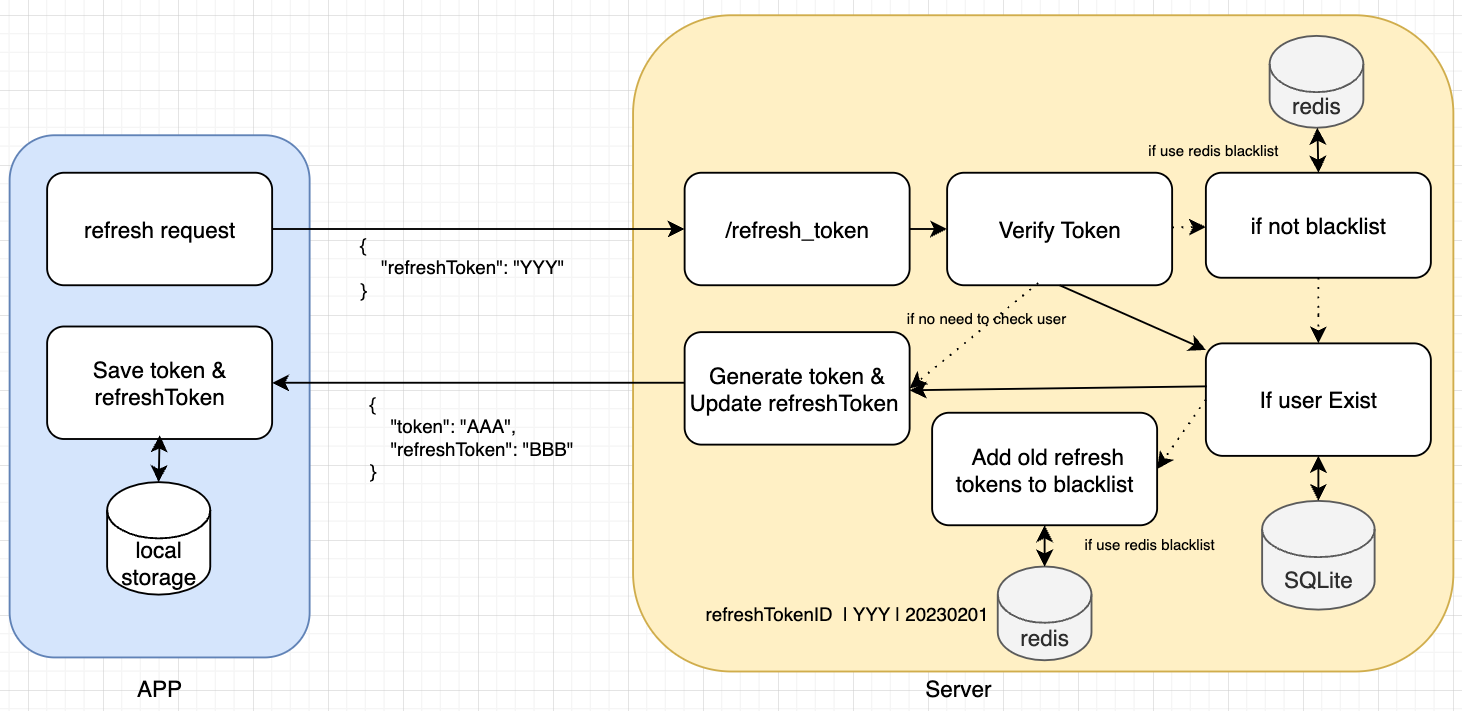 redis
if use redis blacklist
refresh request
/refresh_token
Verify Token
if not blacklist
{
"refreshToken": "YYY"
}
if no need to check user
Save token &
refreshToken
Generate token &
Update refreshToken
If user Exist
{
"token": "AAA",
"refreshToken": "BBB"
}
Add old refresh
tokens to blacklist
local
storage
if use redis blacklist
SQLite
refreshTokenID | YYY | 20230201
redis
APP
Server